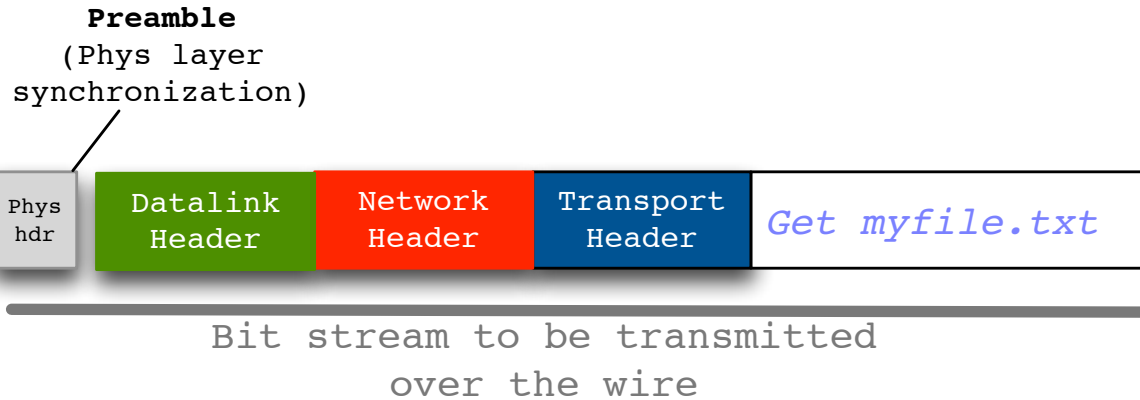 Preamble
(Phys layer
synchronization)
Phys
hdr
Datalink
Header
Network
Header
Transport
Header
Get myfile.txt
Bit stream to be transmitted
over the wire